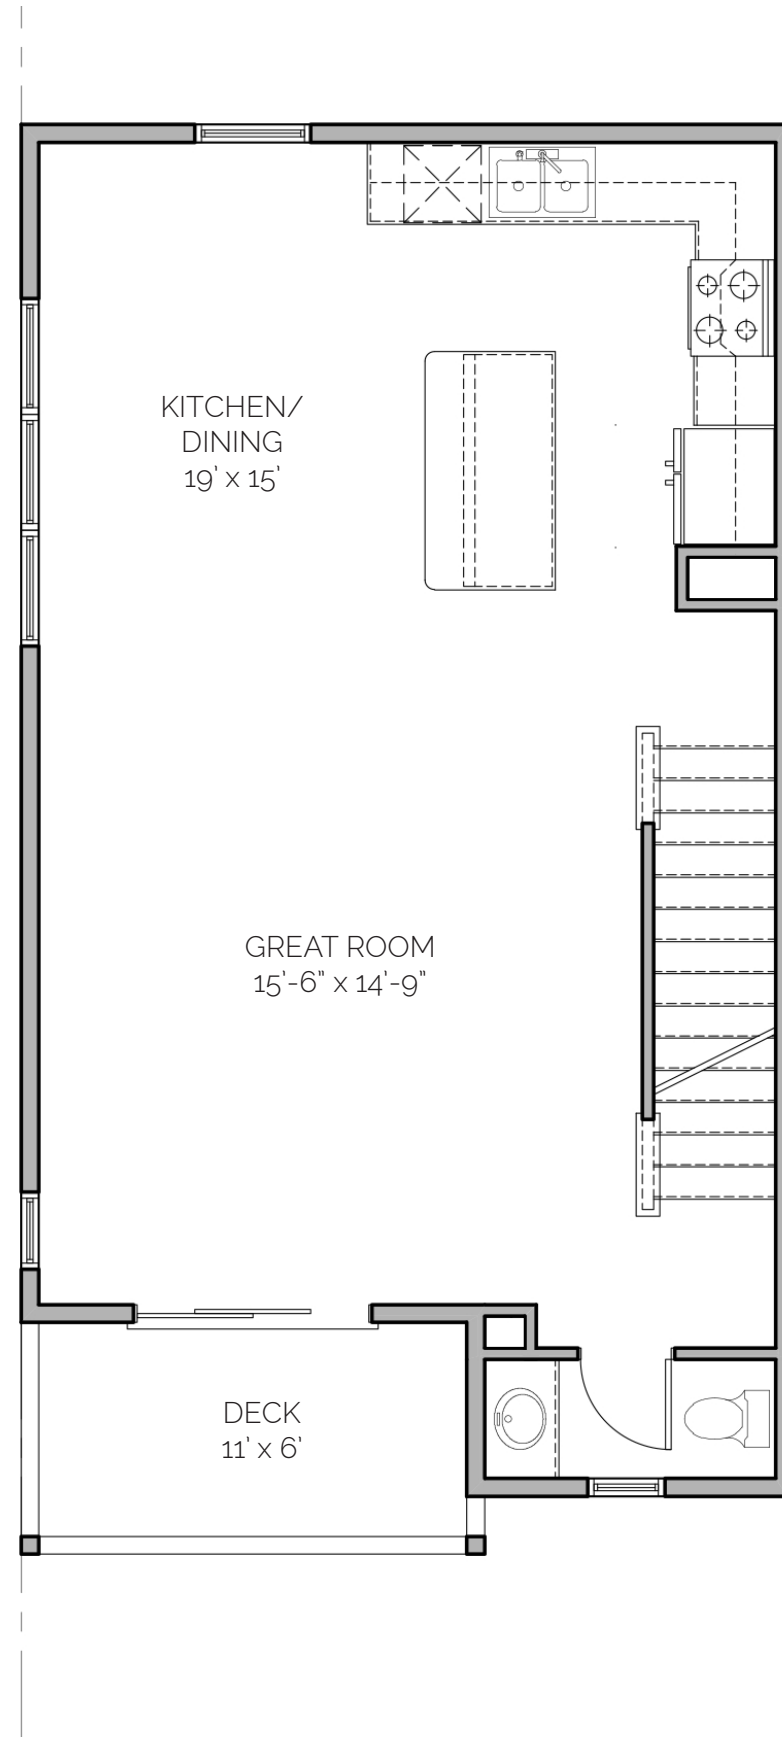 KITCHEN/
DINING
19' x 15'
GREAT ROOM
15'-6" x 14'-9"
DECK
11' x 6'